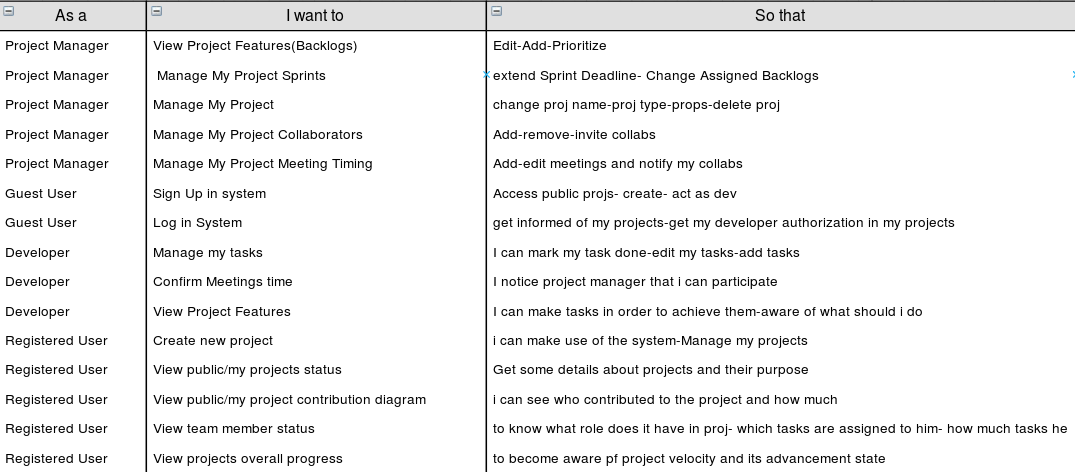 As a I want to So that
Project Manager View Project Features(Backlogs) Edit-Add-Prioritize
Project Manager Manage My Project Sprints extend Sprint Deadline- Change Assigned Backlogs
Project Manager Manage My Project change proj name-proj type-props-delete proj
Project Manager Manage My Project Collaborators Add-remove-invite collabs
Project Manager Manage My Project Meeting Timing Add-edit meetings and notify my collabs
Guest User Sign Up in system Access public projs- create- act as dev
Guest User Log in System get informed of my projects-get my developer authorization in my projects
Developer Manage my tasks I can mark my task done-edit my tasks-add tasks
Developer Confirm Meetings time I notice project manager that i can participate
Developer View Project Features I can make tasks in order to achieve them-aware of what should i do
Registered User Create new project i can make use of the system-Manage my projects
Registered User View public/my projects status Get some details about projects and their purpose
Registered User View public/my project contribution diagram i can see who contributed to the project and how much
Registered User View team member status to know what role does it have in proj- which tasks are assigned to him- how much tasks he
Registered User View projects overall progress to become aware pf project velocity and its advancement state